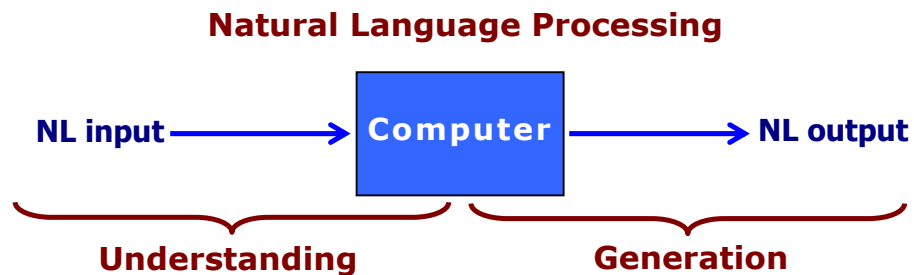 Natural Language Processing
NL input
Computer
NL output
Understanding
Generation